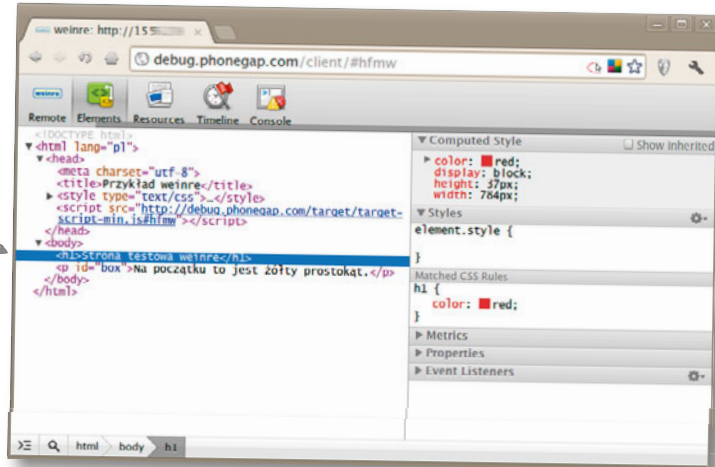 weinre: http://155
debug.phonegap.com/client/#hfmw
weinre
Remote Elements Resources Timeline Console
<!DOCTYPE html>
<html lang="pl">
<head>
<meta charset="utf-8">
<title>Przykład weinre</title>
<style type="text/css">…</style>
<script src="http://debug.phonegap.com/target/target-
script-min.js#hfmw"></script>
</head>
<body>
<h1>Strona testowa weinre</h1>
<p id="box">Na początku to jest żółty prostokąt.</p>
</body>
</html>
Computed Style Show inherited
color: red;
display: block;
height: 37px;
width: 784px;
Styles
element.style {
}
Matched CSS Rules
h1 {
color: red;
}
Metrics
Properties
Event Listeners
html body h1